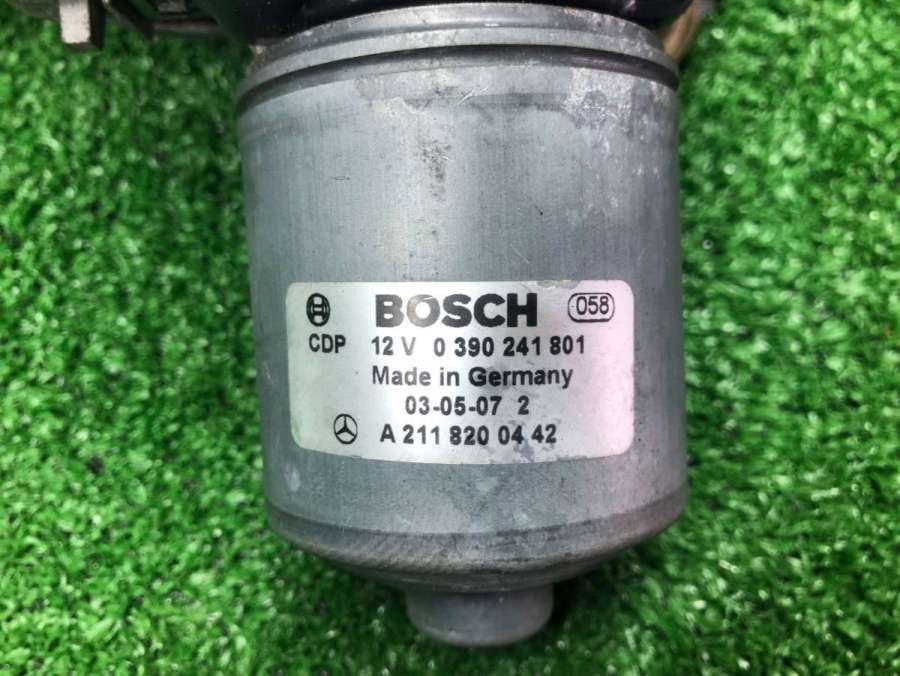 BOSCH 058
CDP 12 V 0 390 241 801
Made in Germany
03-05-07 2
A 211 820 04 42